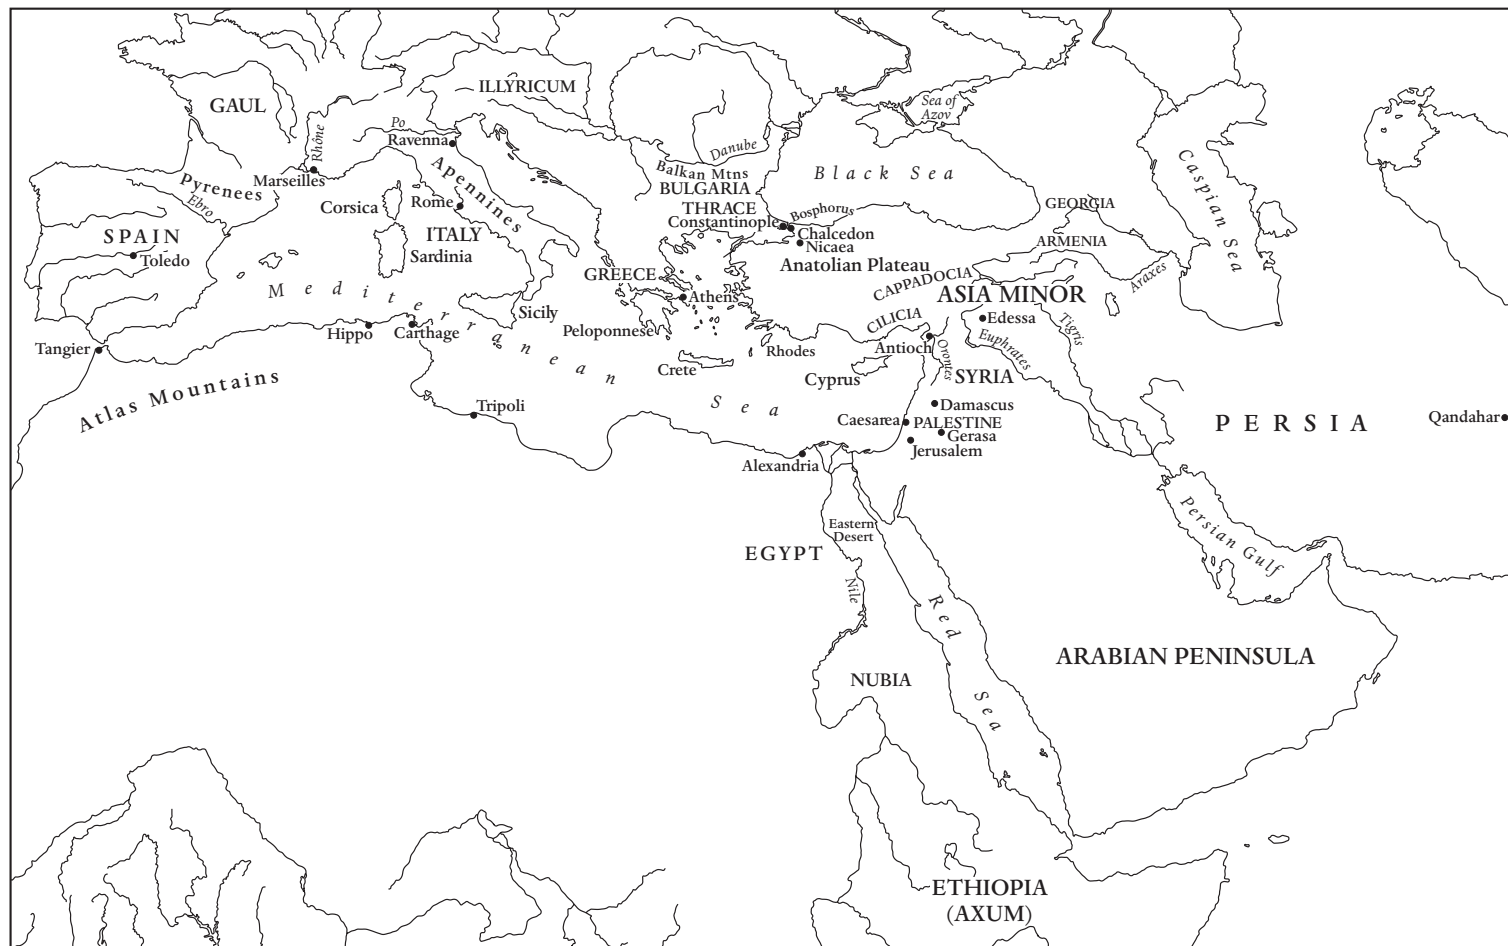 ILLYRICUM
GAUL
Sea of
Azov
Po
Ravenna
Rhône
Danube
Balkan Mtns
Black Sea
Caspian Sea
Marseilles
Pyrenees
Apennines
BULGARIA
Ebro
Corsica
Rome
THRACE
Bosphorus
GEORGIA
Constantinople
Chalcedon
SPAIN
ITALY
Nicaea
ARMENIA
Toledo
Sardinia
Anatolian Plateau
GREECE
CAPPADOCIA
Araxes
ASIA MINOR
Mediterranean Sea
Athens
Sicily
CILICIA
Edessa
Tigris
Hippo
Carthage
Peloponnese
Tangier
Rhodes
Antioch
Orontes
Euphrates
Crete
Cyprus
SYRIA
Atlas Mountains
Tripoli
Damascus
Caesarea
PALESTINE
PERSIA
Qandahar
Gerasa
Jerusalem
Alexandria
Persian Gulf
Eastern
Desert
EGYPT
Nile
Red Sea
ARABIAN PENINSULA
NUBIA
ETHIOPIA
(AXUM)